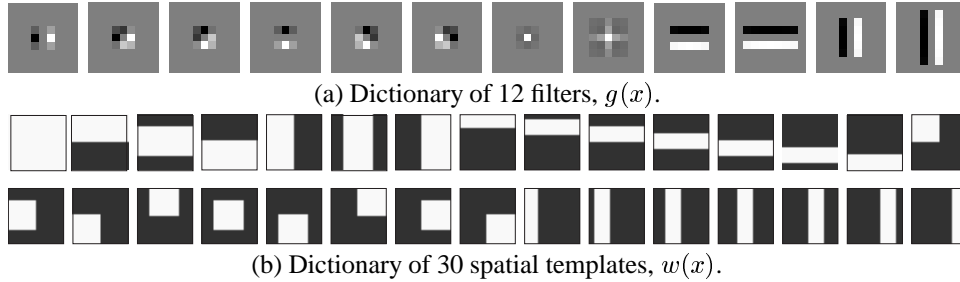 (a) Dictionary of 12 filters, g(x).
(b) Dictionary of 30 spatial templates, w(x).